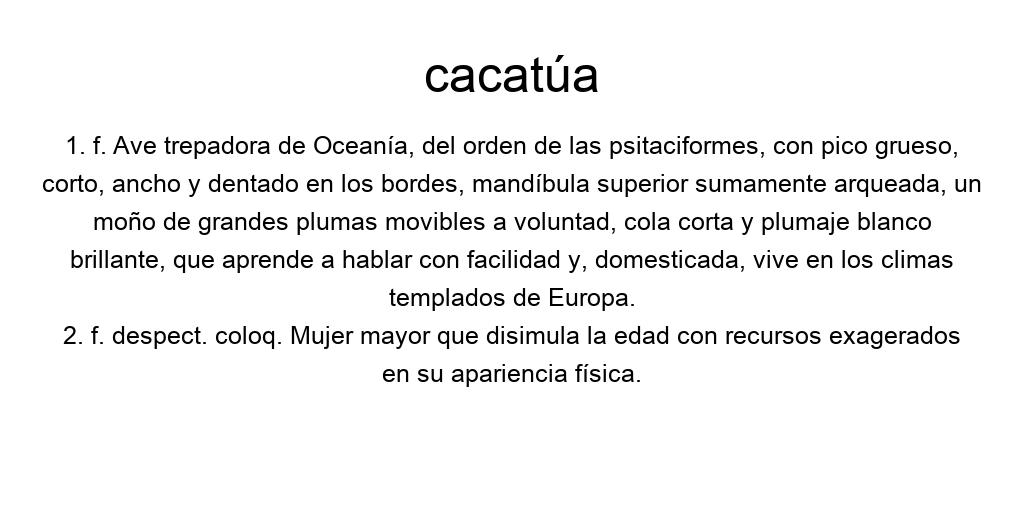 cacatúa
1. f. Ave trepadora de Oceanía, del orden de las psitaciformes, con pico grueso,
corto, ancho y dentado en los bordes, mandíbula superior sumamente arqueada, un
moño de grandes plumas movibles a voluntad, cola corta y plumaje blanco
brillante, que aprende a hablar con facilidad y, domesticada, vive en los climas
templados de Europa.
2. f. despect. coloq. Mujer mayor que disimula la edad con recursos exagerados
en su apariencia física.